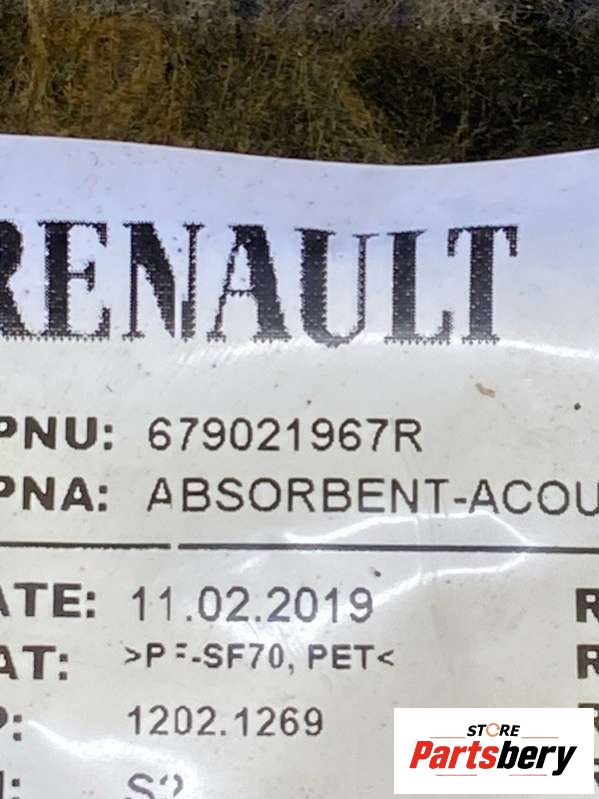 RENAULT
PNU: 679021967R
PNA: ABSORBENT-ACOU
ATE: 11.02.2019 R
AT: >P -SF70, PET< R
P: 1202.1269
STORE
Partsbery